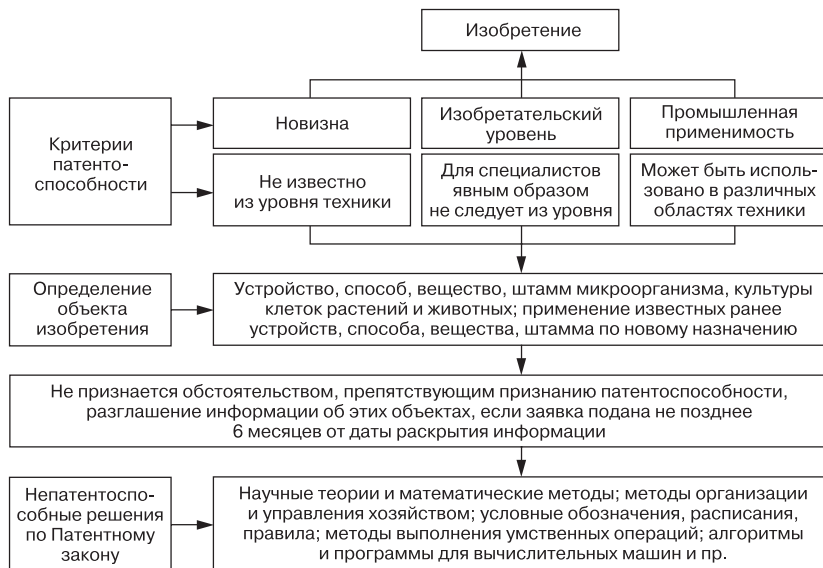 Изобретение
Критерии
патенто-
способности
Новизна
Изобретательский
уровень
Промышленная
применимость
Не известно
из уровня техники
Для специалистов
явным образом
не следует из уровня
Может быть исполь-
зовано в различных
областях техники
Определение
объекта
изобретения
Устройство, способ, вещество, штамм микроорганизма, культуры
клеток растений и животных; применение известных ранее
устройств, способа, вещества, штамма по новому назначению
Не признается обстоятельством, препятствующим признанию патентоспособности,
разглашение информации об этих объектах, если заявка подана не позднее
6 месяцев от даты раскрытия информации
Непатентоспо-
собные решения
по Патентному
закону
Научные теории и математические методы; методы организации
и управления хозяйством; условные обозначения, расписания,
правила; методы выполнения умственных операций; алгоритмы
и программы для вычислительных машин и пр.